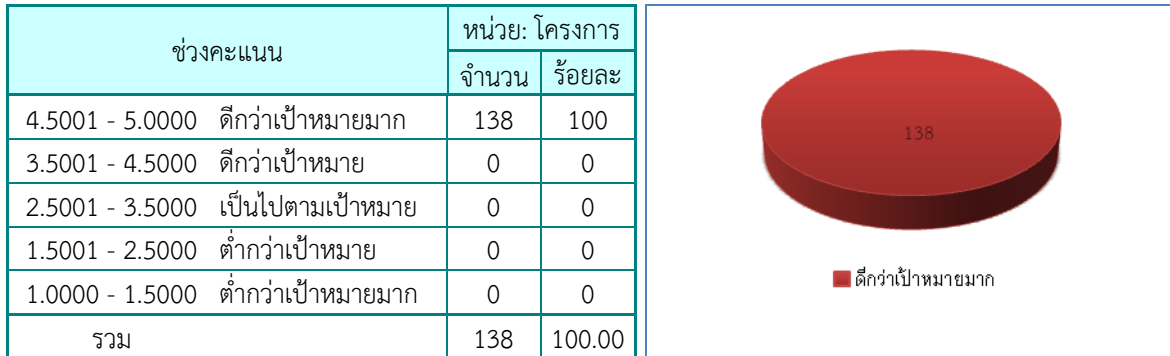 ช่วงคะแนน หน่วย: โครงการ
จำนวน ร้อยละ
4.5001 - 5.0000 ดีกว่าเป้าหมายมาก 138 100
3.5001 - 4.5000 ดีกว่าเป้าหมาย 0 0
2.5001 - 3.5000 เป็นไปตามเป้าหมาย 0 0
1.5001 - 2.5000 ต่ำกว่าเป้าหมาย 0 0
1.0000 - 1.5000 ต่ำกว่าเป้าหมายมาก 0 0
รวม 138 100.00
138
ดีกว่าเป้าหมายมาก